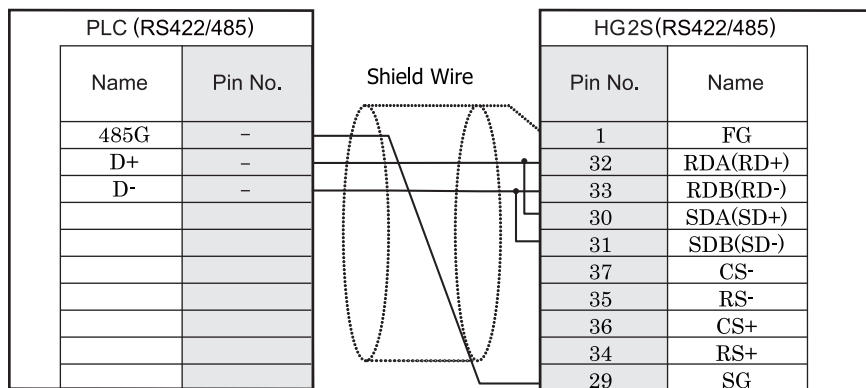 PLC (RS422/485)
HG2S(RS422/485)
Name Pin No. Shield Wire Pin No. Name
485G - 1 FG
D+ - 32 RDA(RD+)
D- - 33 RDB(RD-)
30 SDA(SD+)
31 SDB(SD-)
37 CS-
35 RS-
36 CS+
34 RS+
29 SG